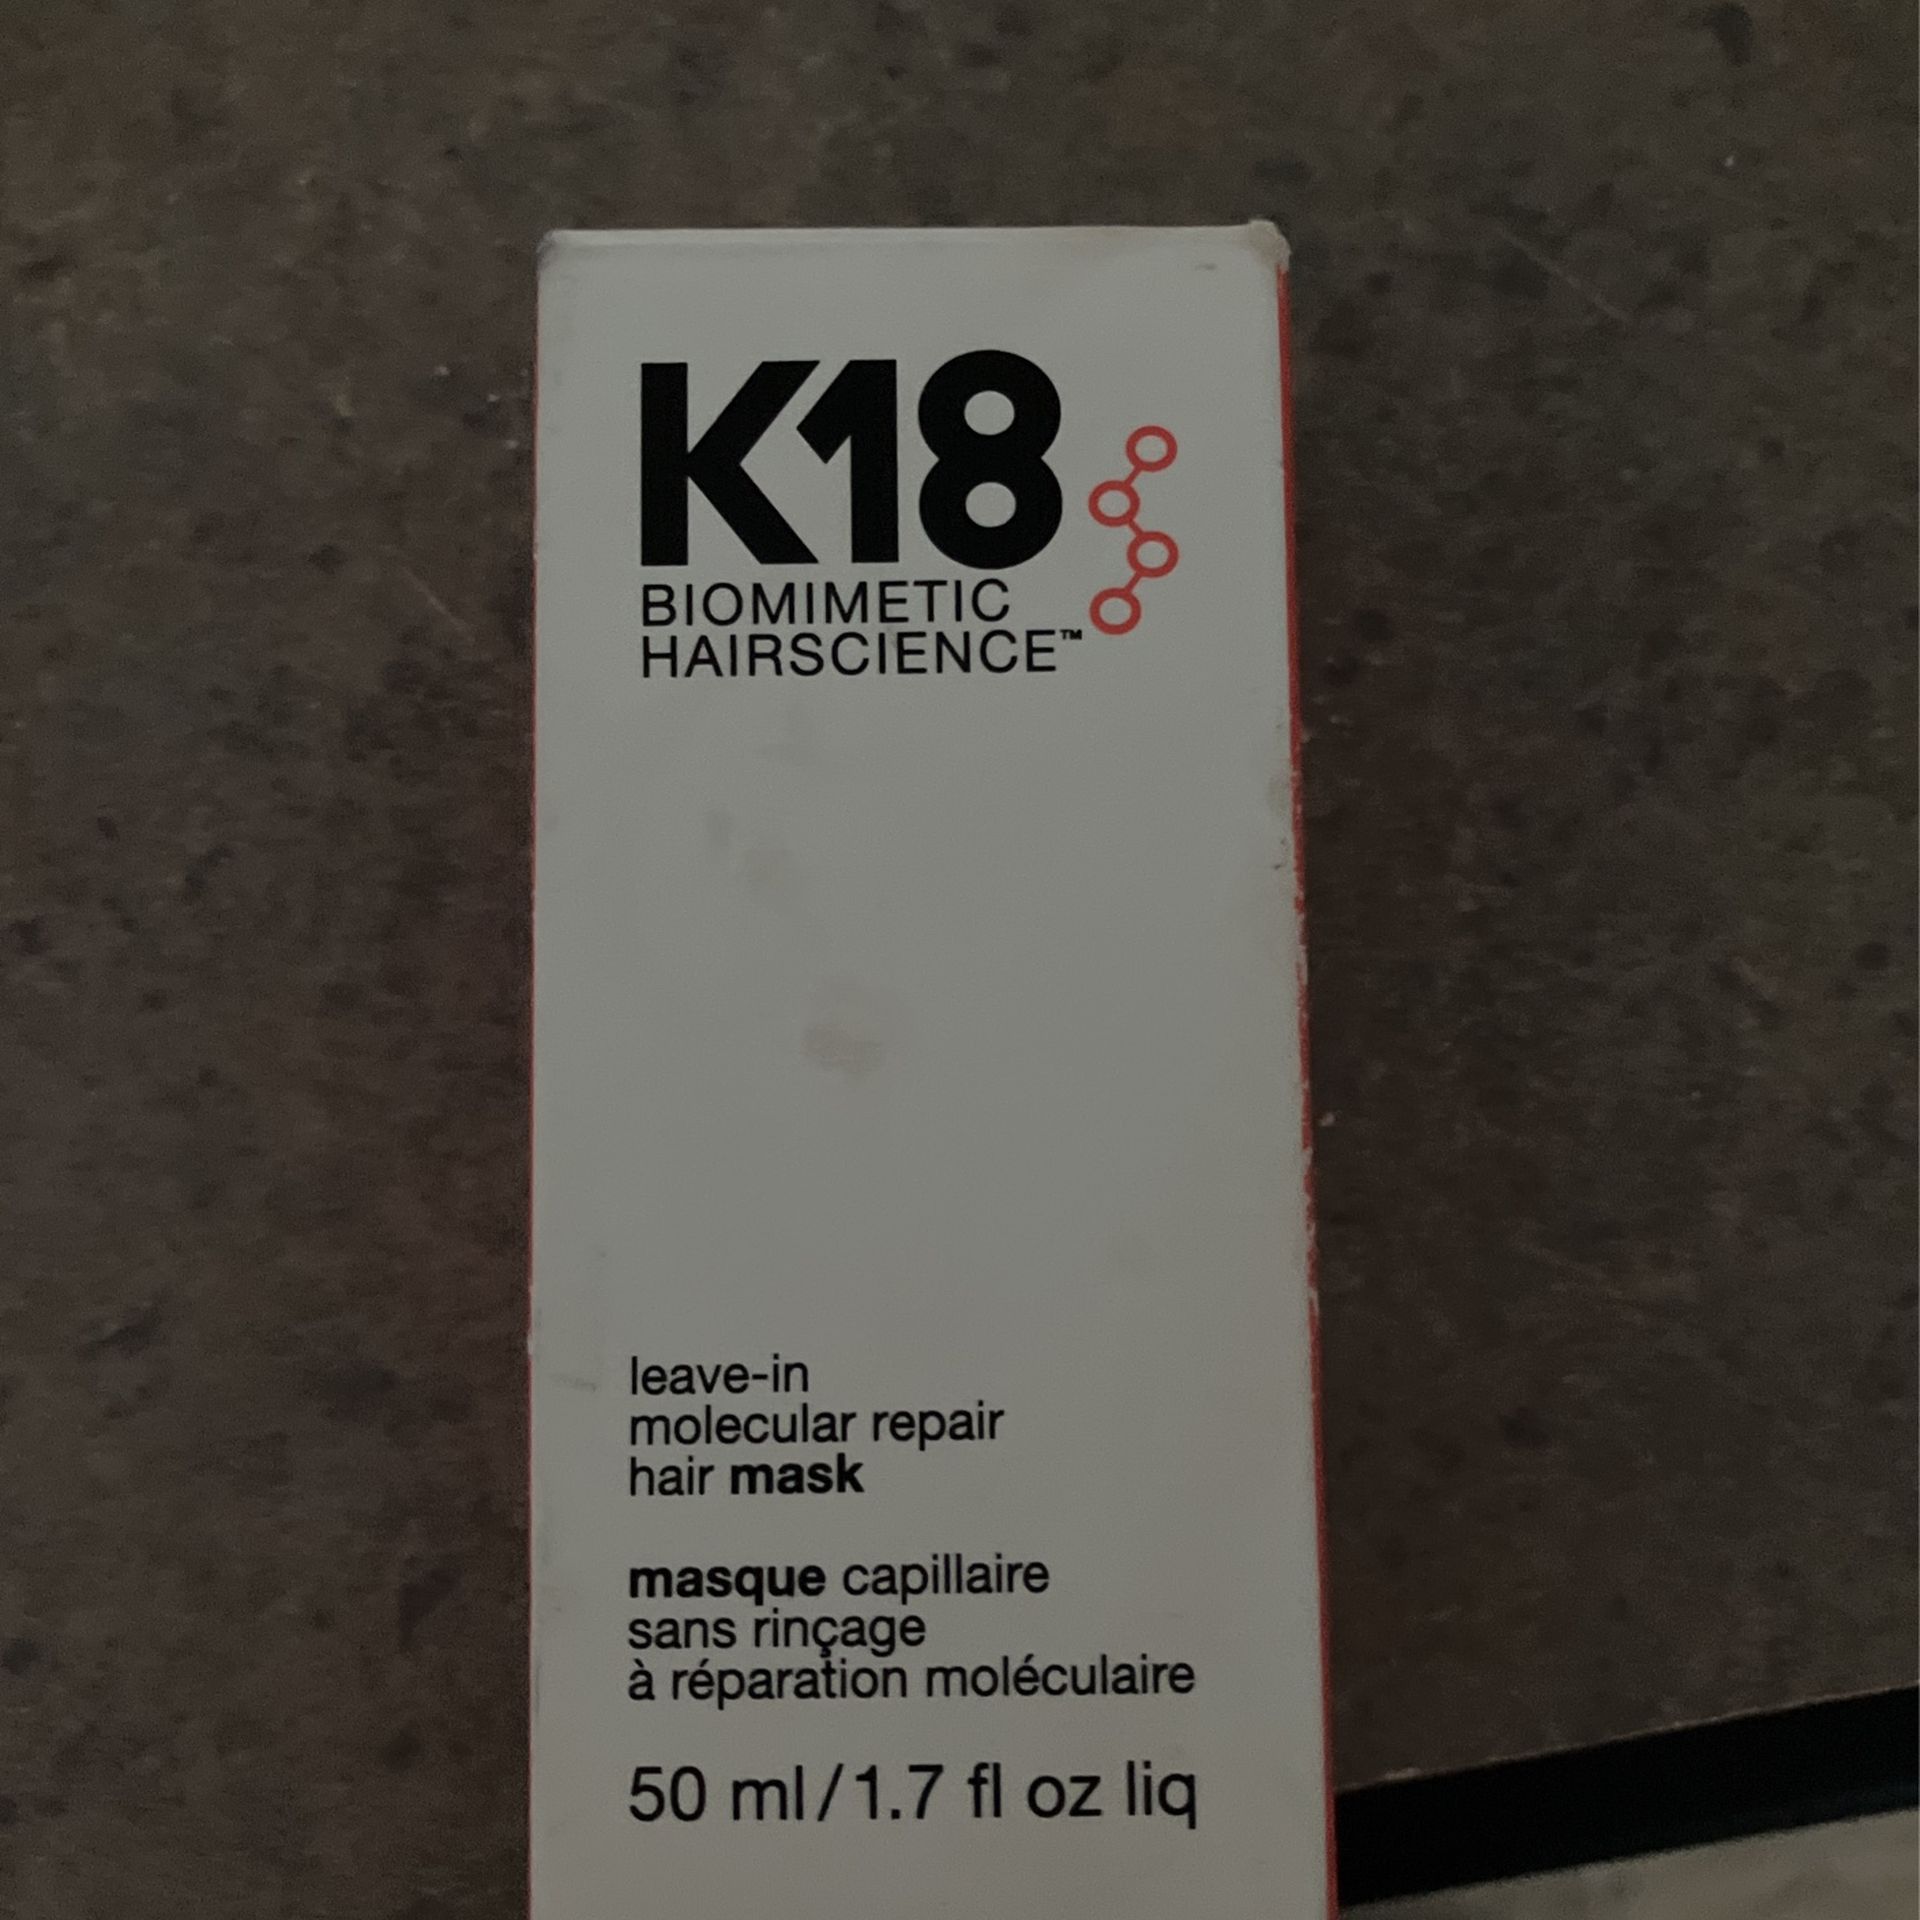 K18
BIOMIMETIC
HAIRSCIENCE™
leave-in
molecular repair
hair mask
masque capillaire
sans rinçage
à réparation moléculaire
50 ml/1.7 fl oz liq